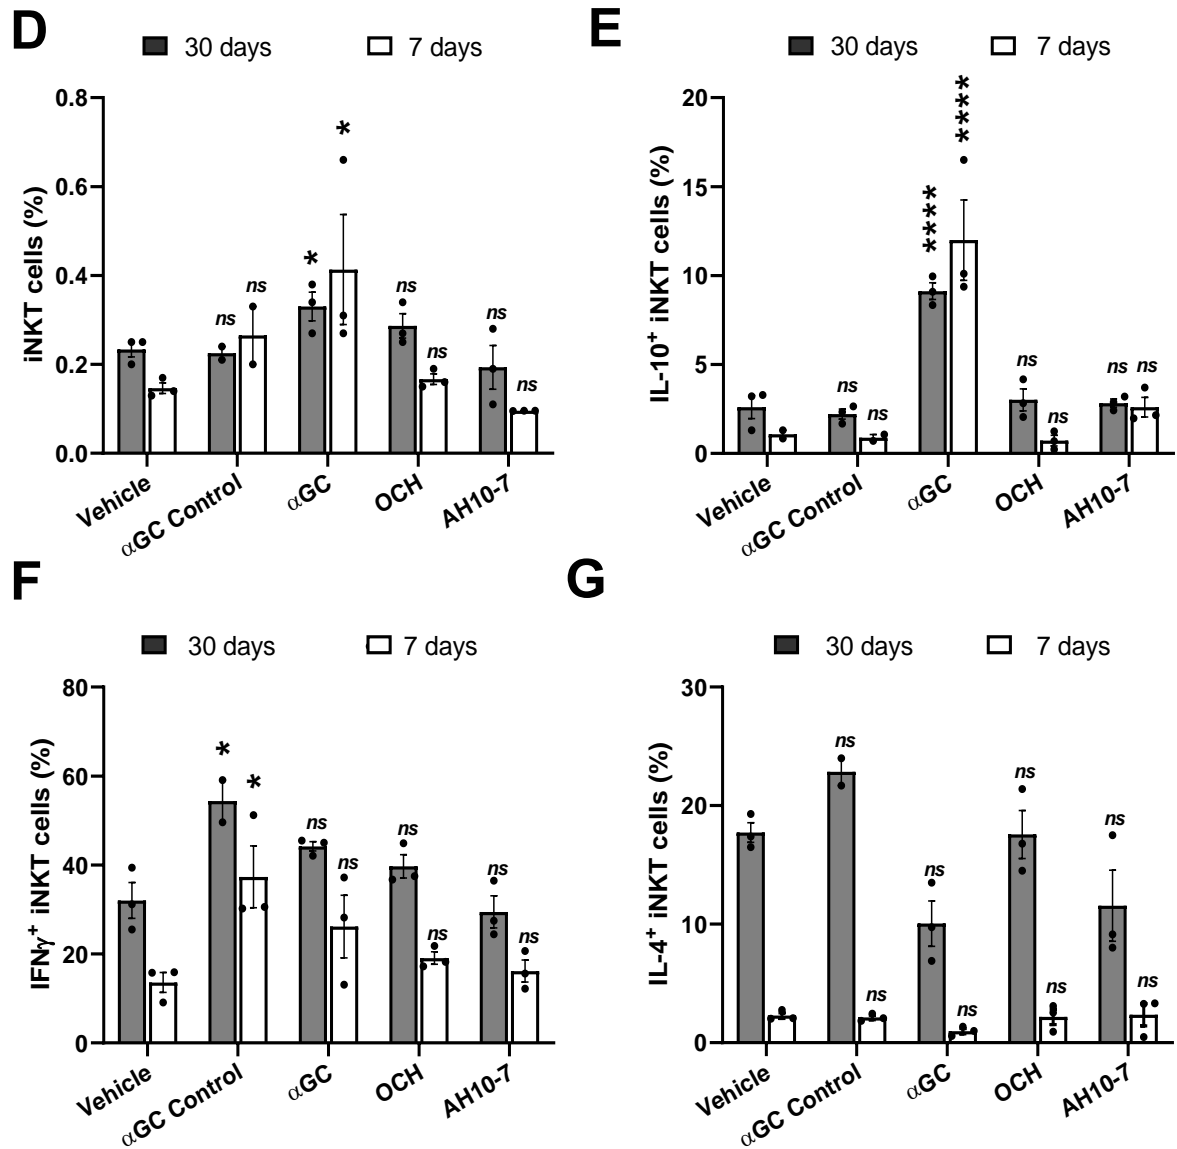 D
30 days 7 days
iNKT cells (%)
0.8
0.6
0.4
0.2
0.0
* *
ns ns ns ns ns ns
Vehicle αGC Control αGC OCH AH10-7
E
30 days 7 days
IL-10+ iNKT cells (%)
20
15
10
5
0
**** ****
ns ns ns ns ns ns
Vehicle αGC Control αGC OCH AH10-7
F
30 days 7 days
IFNγ+ iNKT cells (%)
80
60
40
20
0
* *
ns ns ns ns ns ns
Vehicle αGC Control αGC OCH AH10-7
G
30 days 7 days
IL-4+ iNKT cells (%)
30
20
10
0
ns ns ns ns ns ns ns ns
Vehicle αGC Control αGC OCH AH10-7